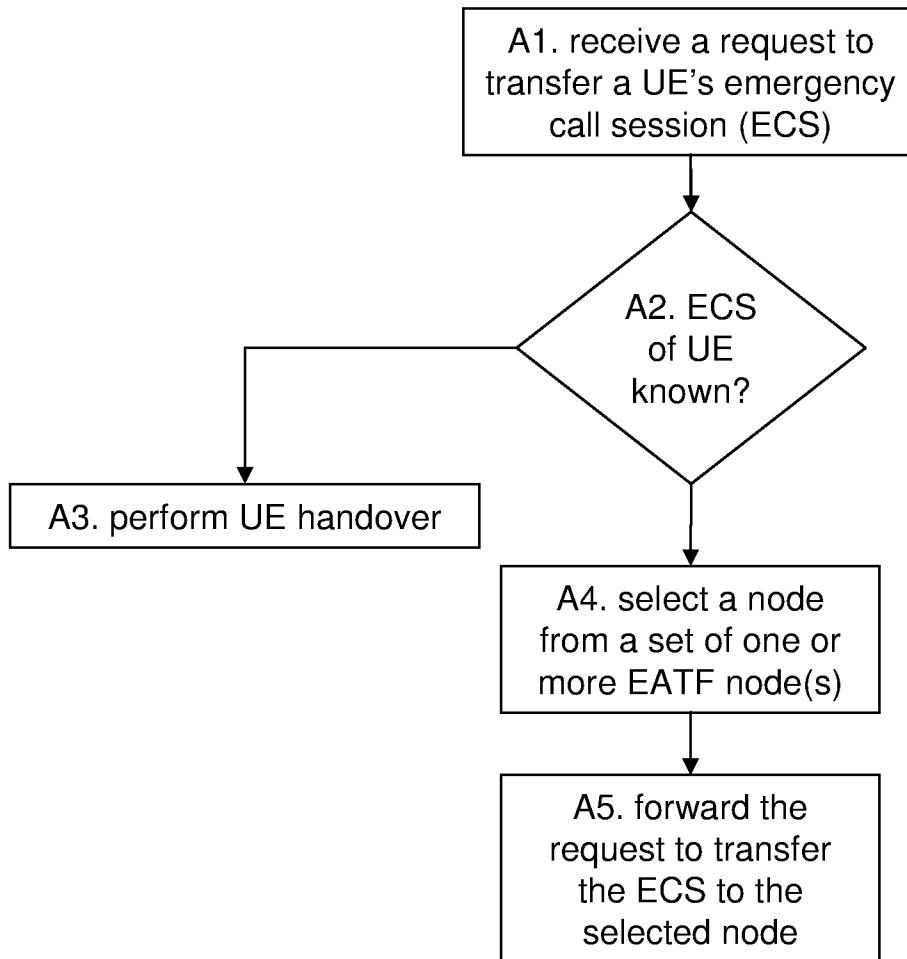 A1. receive a request to
transfer a UE's emergency
call session (ECS)
A2. ECS
of UE
known?
A3. perform UE handover
A4. select a node
from a set of one or
more EATF node(s)
A5. forward the
request to transfer
the ECS to the
selected node